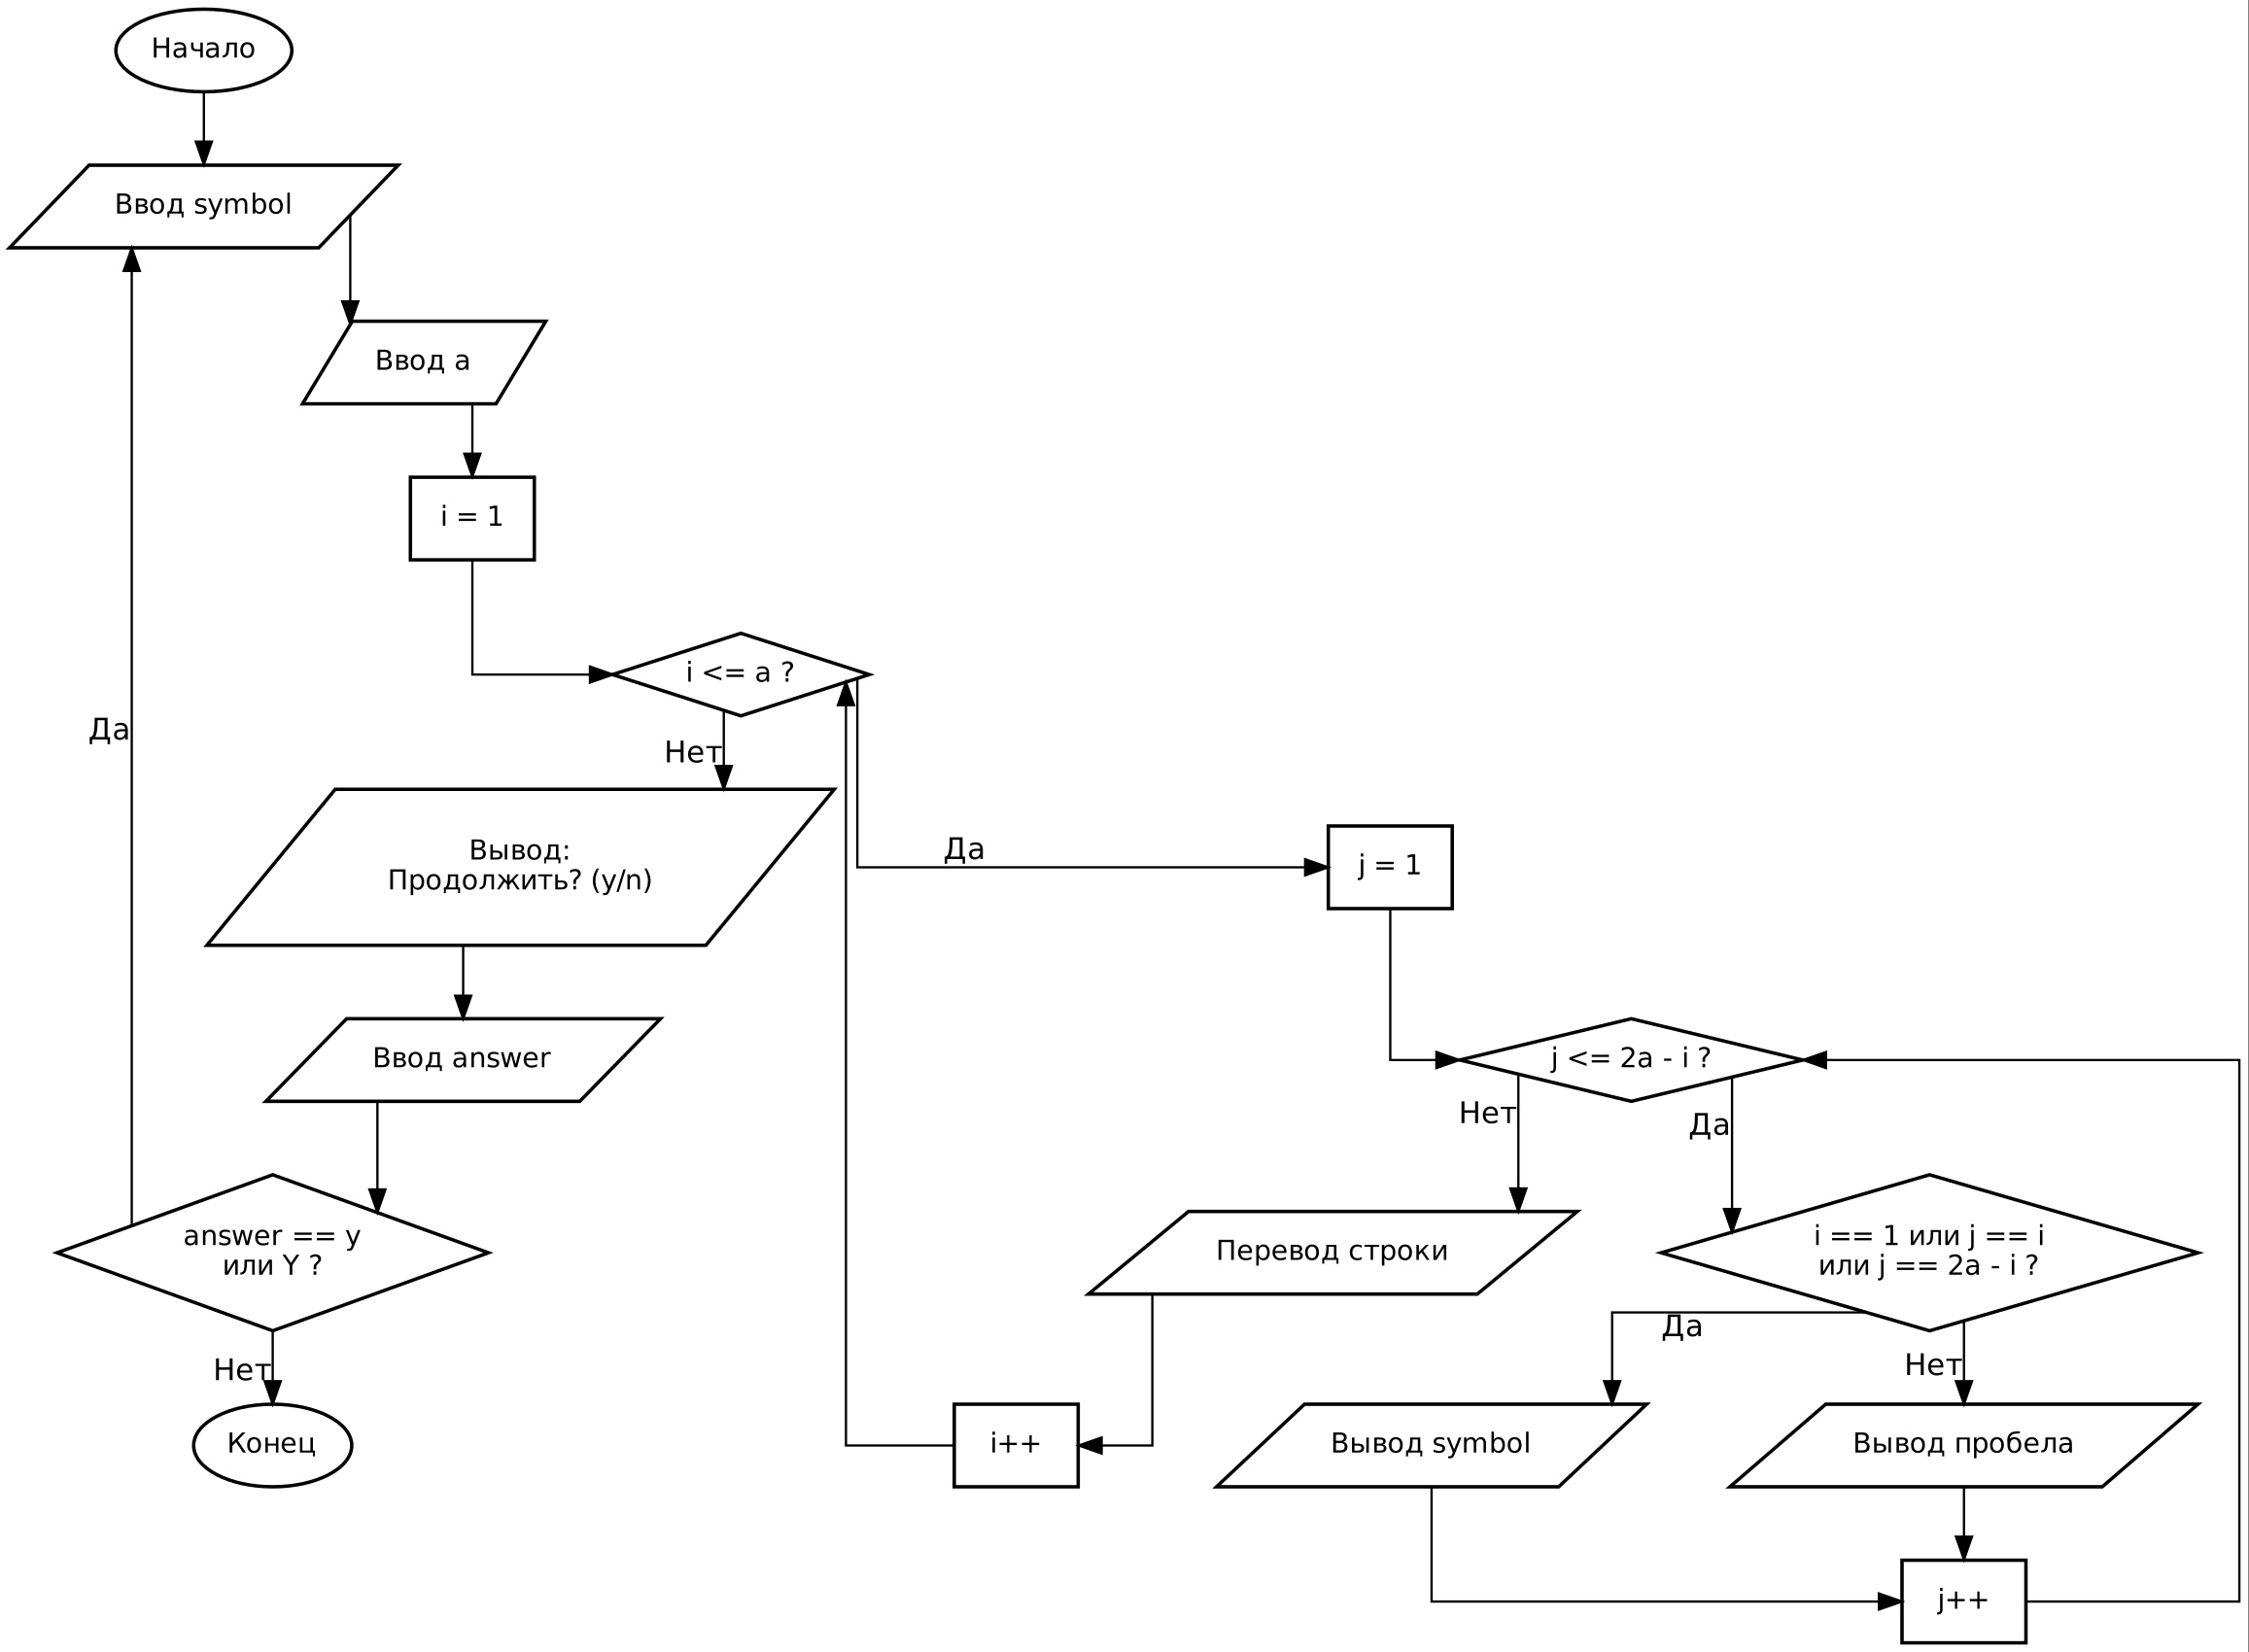 Начало
Ввод symbol
Ввод a
i = 1
i <= a ?
Да
Нет
Вывод:
Продолжить? (y/n)
Да
j = 1
Ввод answer
j <= 2a - i ?
Нет
Да
answer == y
или Y ?
Перевод строки
i == 1 или j == i
или j == 2a - i ?
Да
Нет
Нет
Конец
i++
Вывод symbol
Вывод пробела
j++